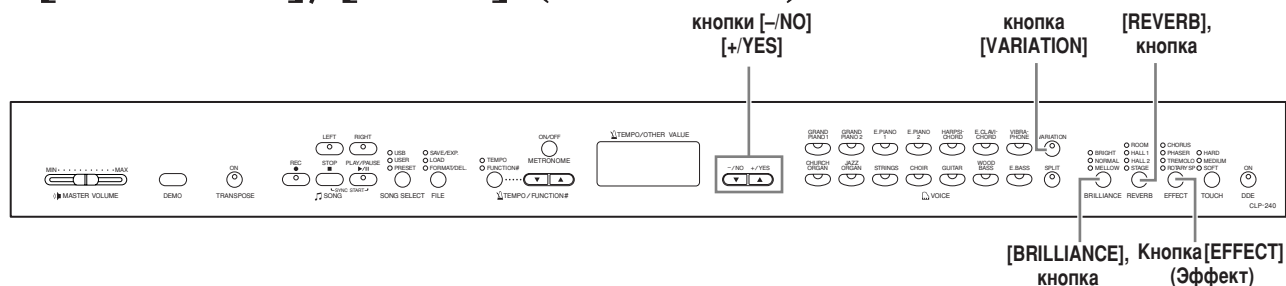 кнопки [–/NO]
[+/YES]
кнопка
[VARIATION]
[REVERB],
кнопка
LEFT RIGHT
ON/OFF
TEMPO/OTHER VALUE
GRAND PIANO 1 GRAND PIANO 2 E.PIANO 1 E.PIANO 2 HARPSI-CHORD E.CLAVI-CHORD VIBRA-PHONE VARIATION
MIN MAX
ON
REC STOP PLAY/PAUSE
USB
USER
PRESET
SAVE/EXP.
LOAD
FORMAT/DEL.
TEMPO
FUNCTION#
METRONOME
–/NO +/YES
CHURCH ORGAN JAZZ ORGAN STRINGS CHOIR GUITAR WOOD BASS E.BASS SPLIT
BRIGHT
NORMAL
MELLOW
ROOM
HALL 1
HALL 2
STAGE
CHORUS
PHASER
TREMOLO
ROTARY SP
HARD
MEDIUM
SOFT
ON
SYNC START
MASTER VOLUME DEMO TRANSPOSE SONG SONG SELECT FILE TEMPO/FUNCTION# VOICE BRILLIANCE REVERB EFFECT TOUCH DDE
CLP-240
[BRILLIANCE],
кнопка
Кнопка [EFFECT]
(Эффект)